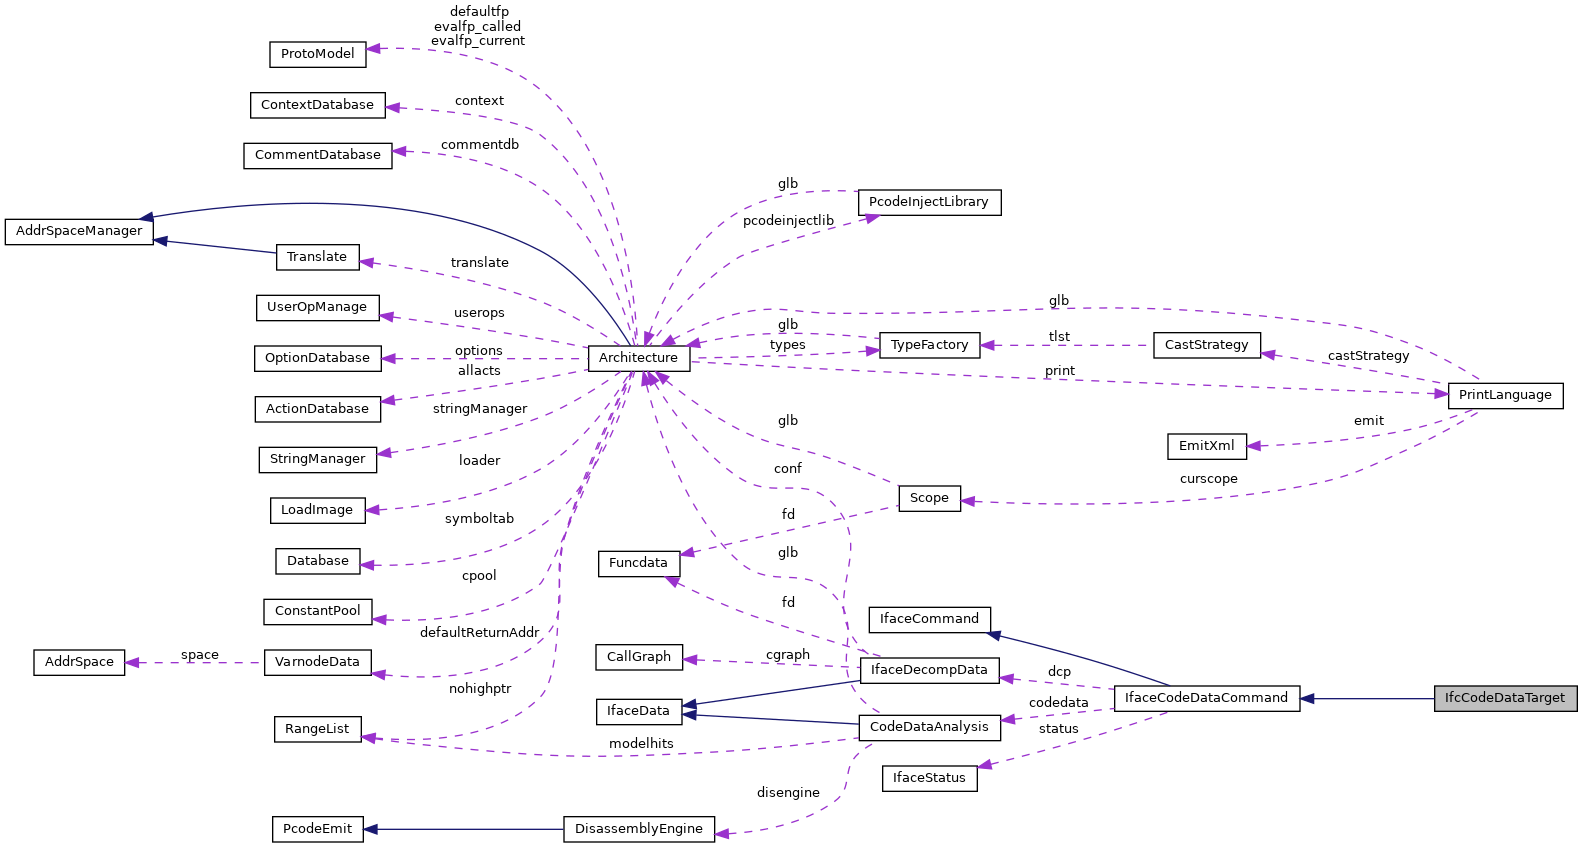 defaultfp
evalfp_called
evalfp_current
ProtoModel
ContextDatabase
context
CommentDatabase
commentdb
glb
PcodeInjectLibrary
pcodeinjectlib
AddrSpaceManager
Translate
translate
UserOpManage
userops
glb
glb
TypeFactory
tlst
CastStrategy
types
castStrategy
OptionDatabase
options
Architecture
print
allacts
PrintLanguage
ActionDatabase
stringManager
glb
emit
EmitXml
StringManager
loader
conf
curscope
Scope
LoadImage
symboltab
fd
glb
Database
Funcdata
cpool
fd
ConstantPool
IfaceCommand
defaultReturnAddr
AddrSpace
space
VarnodeData
CallGraph
cgraph
IfaceDecompData
dcp
nohighptr
IfaceCodeDataCommand
IfcCodeDataTarget
codedata
IfaceData
RangeList
modelhits
CodeDataAnalysis
status
IfaceStatus
disengine
PcodeEmit
DisassemblyEngine